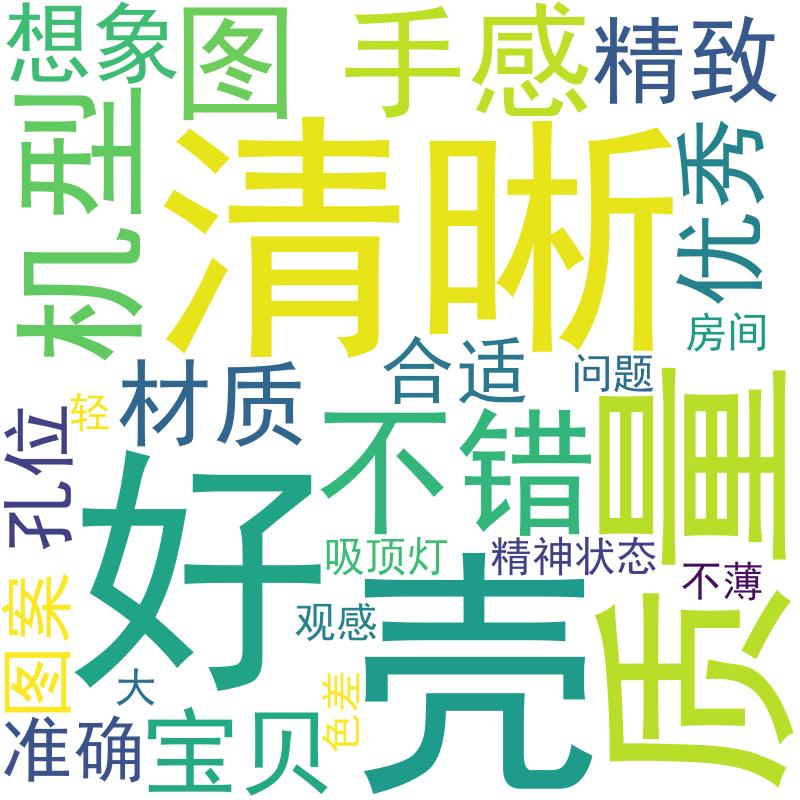 想象
图
手感
精致
机型
清晰
优秀
房间
合适
问题
材质
轻
孔位
不错
质量
好
壳
吸顶灯
精神状态
不薄
图案
观感
大
色差
准确
宝贝